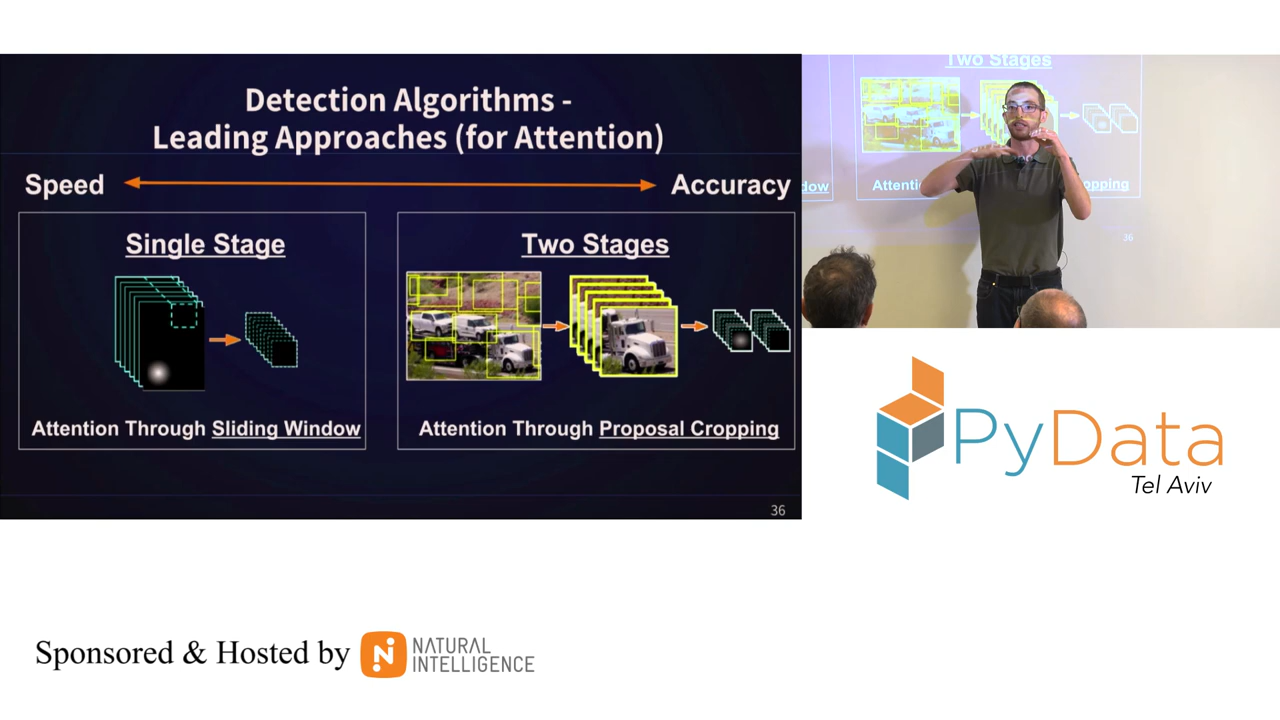 Detection Algorithms -
Leading Approaches (for Attention)
Speed
Accuracy
Single Stage
Two Stages
Attention Through Sliding Window
Attention Through Proposal Cropping
36
Two Stages
dow
Attenti
opping
36
PyData
Tel Aviv
Sponsored & Hosted by
NATURAL
INTELLIGENCE